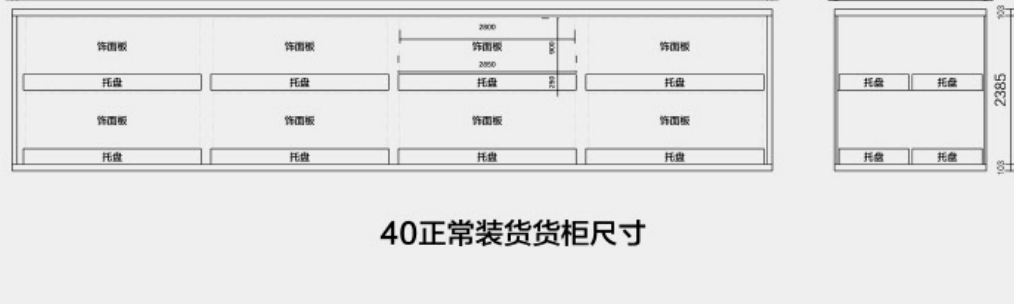 103
2800
饰面板 饰面板 饰面板 900 饰面板
2850
托盘 托盘 托盘 250 托盘 托盘 托盘
2385
饰面板 饰面板 饰面板 饰面板
托盘 托盘 托盘 托盘 托盘 托盘
103
40正常装货货柜尺寸